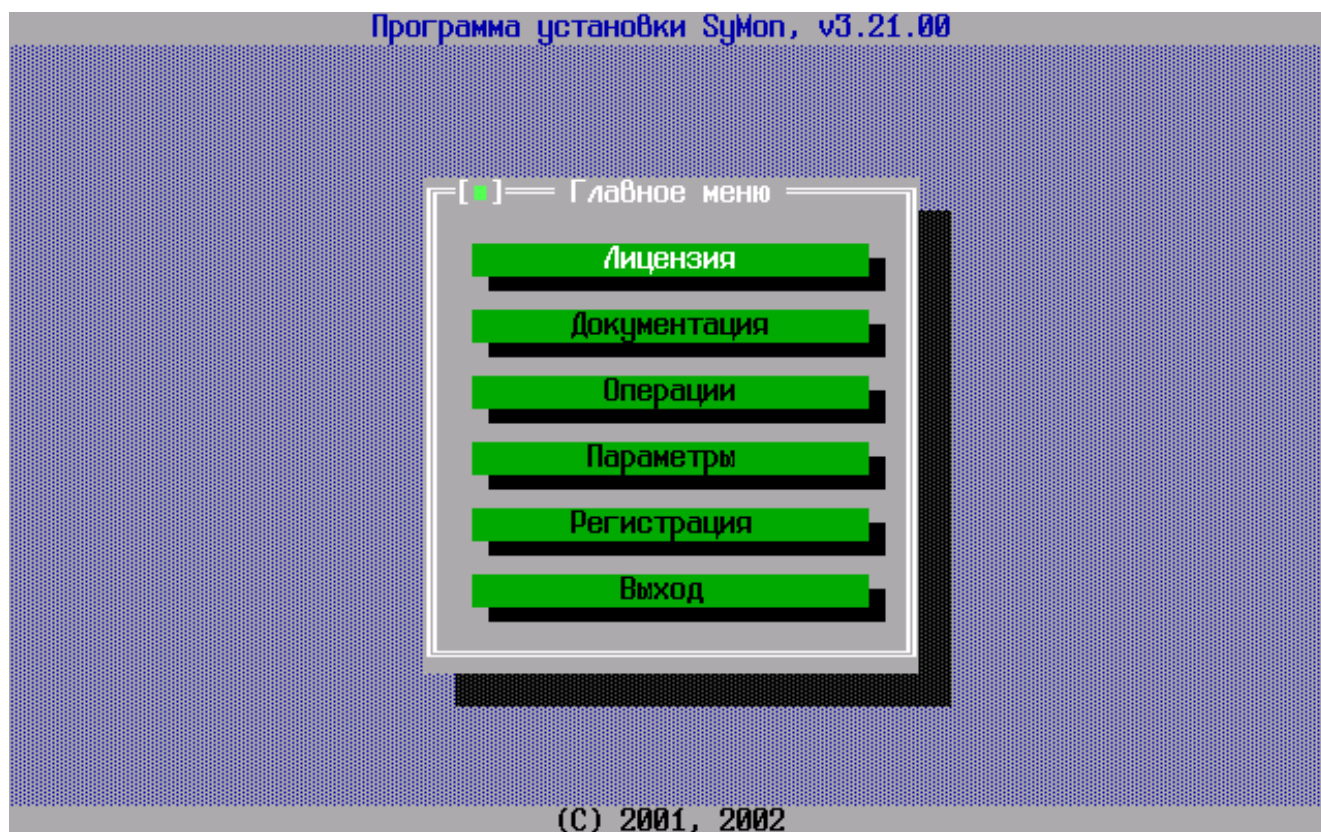 Программа установки SyMon, v3.21.00
[■] Главное меню
Лицензия
Документация
Операции
Параметры
Регистрация
Выход
(C) 2001, 2002